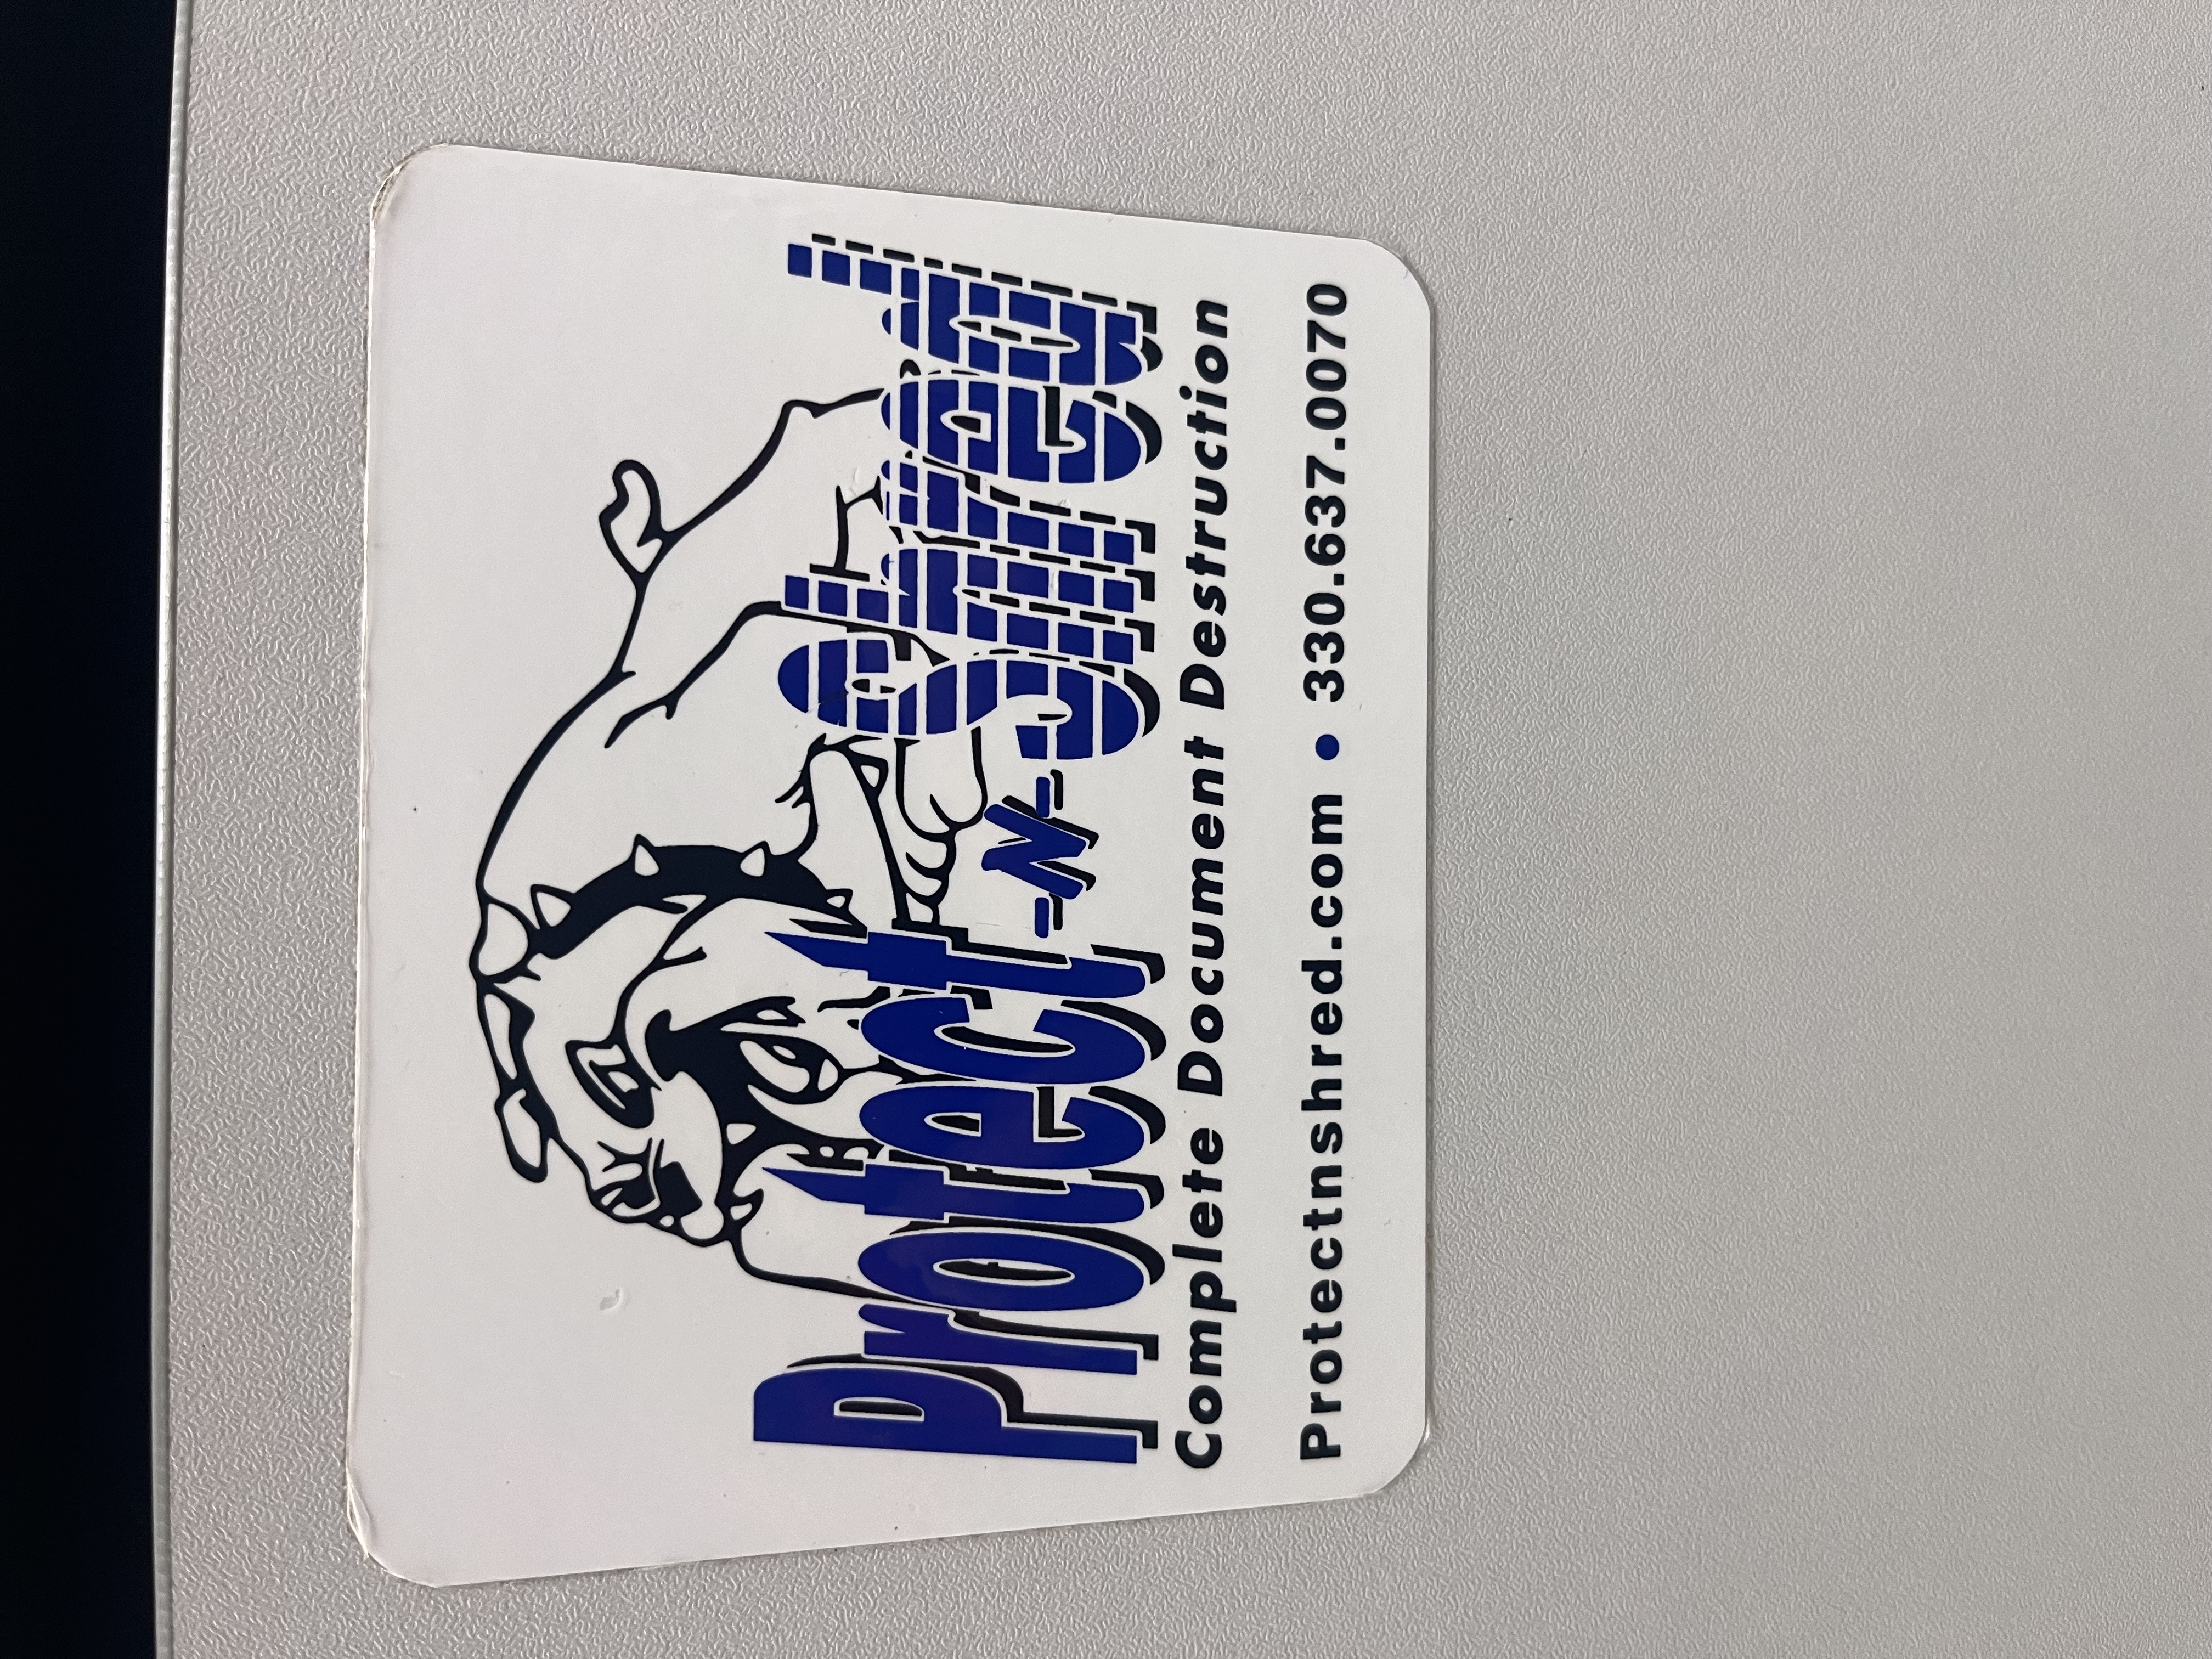 Protect -N- Shred
Complete Document Destruction
Protectnshred.com • 330.637.0070